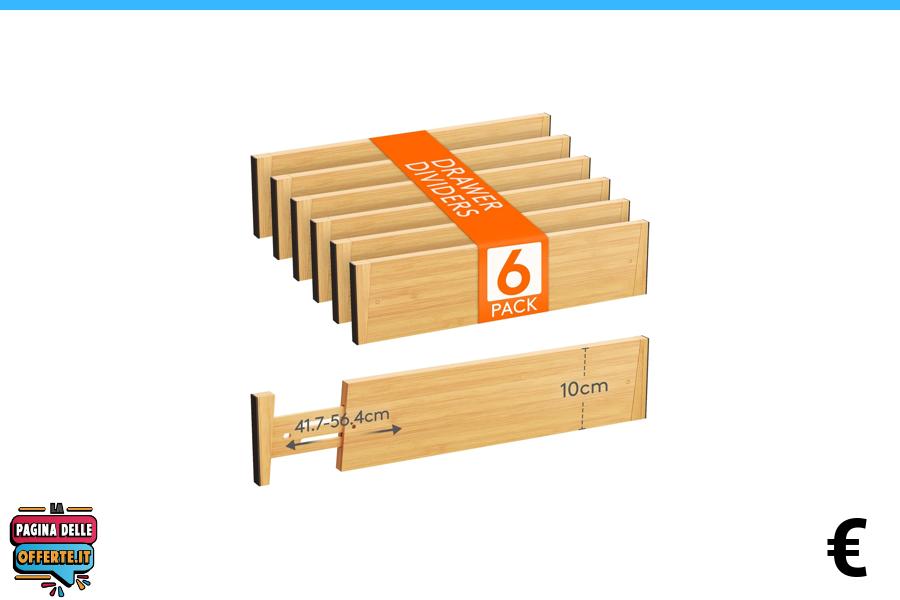 DRAWER
DIVIDERS
6
PACK
10cm
41.7-56.4cm
LA
PAGINA DELLE
OFFERTE.IT
€